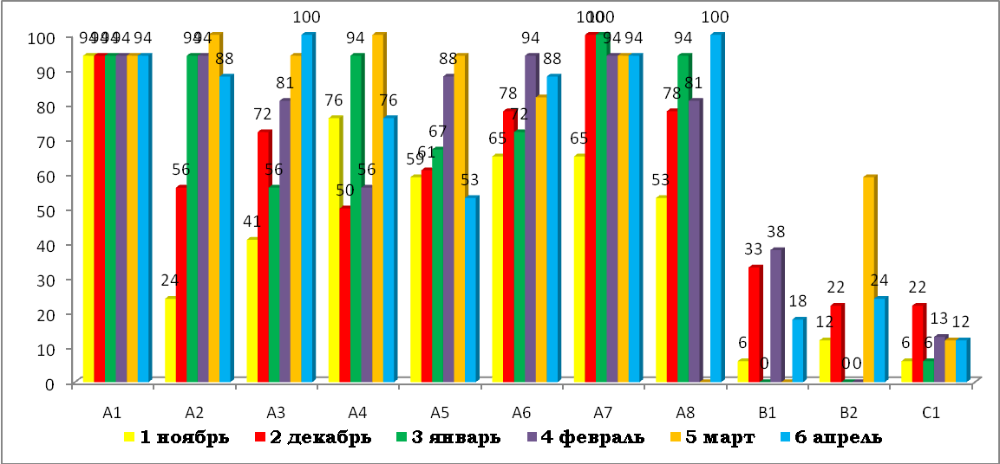 100
100 100 100
100 94 94 94 94 94 94 94 94 94 94 94 94 94
90 88 88 88
80 76 81 76 78 78 81
70 72 67 72
60 56 56 56 59 61 65 65
50 50 53 53
40 41 38
30 33
20 24 18 22 24 22
10 6 12 6 6 13 12
0 0 0 0
A1 A2 A3 A4 A5 A6 A7 A8 B1 B2 C1
1 ноябрь 2 декабрь 3 январь 4 февраль 5 март 6 апрель